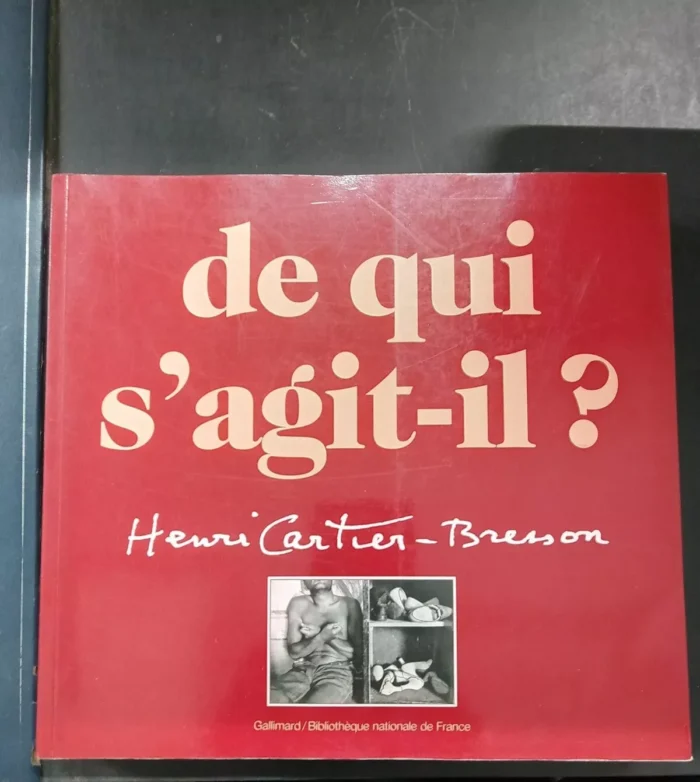 de qui
s’agit-il ?
Henri Cartier-Bresson
Gallimard/Bibliothèque nationale de France